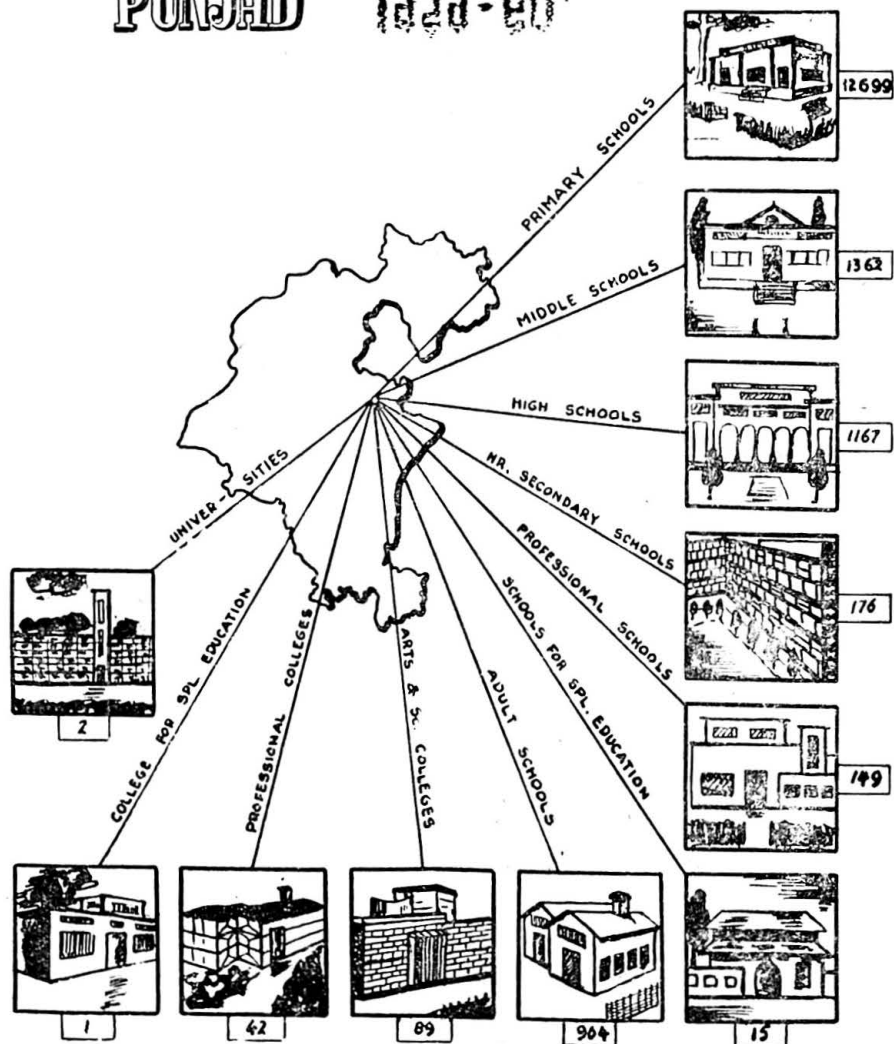 PUNJAB
PRIMARY SCHOOLS
12699
MIDDLE SCHOOLS
1362
HIGH SCHOOLS
1167
HR. SECONDARY SCHOOLS
176
PROFESSIONAL SCHOOLS
149
SCHOOLS FOR SPL. EDUCATION
15
ADULT SCHOOLS
904
ARTS & SC. COLLEGES
89
PROFESSIONAL COLLEGES
42
COLLEGE FOR SPL EDUCATION
1
UNIVER-SITIES
2